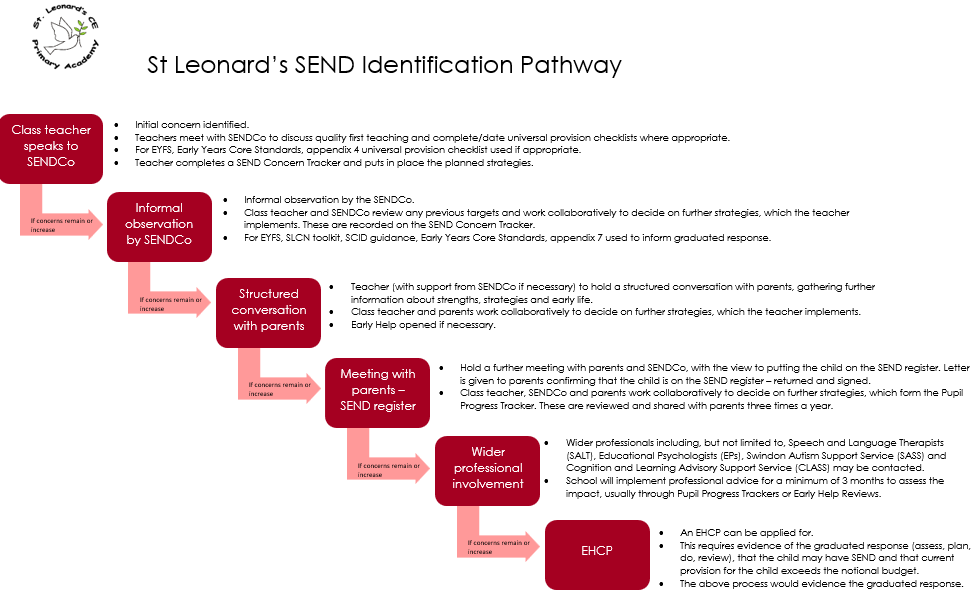 St. Leonard's CE
Primary Academy
St Leonard's SEND Identification Pathway
Class teacher
speaks to
SENDCo
• Initial concern identified.
• Teachers meet with SENDCo to discuss quality first teaching and complete/date universal provision checklists where appropriate.
• For EYFS, Early Years Core Standards, appendix 4 universal provision checklist used if appropriate.
• Teacher completes a SEND Concern Tracker and puts in place the planned strategies.
If concerns remain or
increase
Informal
observation
by SENDCo
• Informal observation by the SENDCo.
• Class teacher and SENDCo review any previous targets and work collaboratively to decide on further strategies, which the teacher
implements. These are recorded on the SEND Concern Tracker.
• For EYFS, SLCN toolkit, SCID guidance, Early Years Core Standards, appendix 7 used to inform graduated response.
If concerns remain or
increase
Structured
conversation
with parents
• Teacher (with support from SENDCo if necessary) to hold a structured conversation with parents, gathering further
information about strengths, strategies and early life.
• Class teacher and parents work collaboratively to decide on further strategies, which the teacher implements.
• Early Help opened if necessary.
If concerns remain or
increase
Meeting with
parents –
SEND register
• Hold a further meeting with parents and SENDCo, with the view to putting the child on the SEND register. Letter
is given to parents confirming that the child is on the SEND register – returned and signed.
• Class teacher, SENDCo and parents work collaboratively to decide on further strategies, which form the Pupil
Progress Tracker. These are reviewed and shared with parents three times a year.
If concerns remain or
increase
Wider
professional
involvement
• Wider professionals including, but not limited to, Speech and Language Therapists
(SALT), Educational Psychologists (EPs), Swindon Autism Support Service (SASS) and
Cognition and Learning Advisory Support Service (CLASS) may be contacted.
• School will implement professional advice for a minimum of 3 months to assess the
impact, usually through Pupil Progress Trackers or Early Help Reviews.
If concerns remain or
increase
EHCP
• An EHCP can be applied for.
• This requires evidence of the graduated response (assess, plan,
do, review), that the child may have SEND and that current
provision for the child exceeds the notional budget.
• The above process would evidence the graduated response.